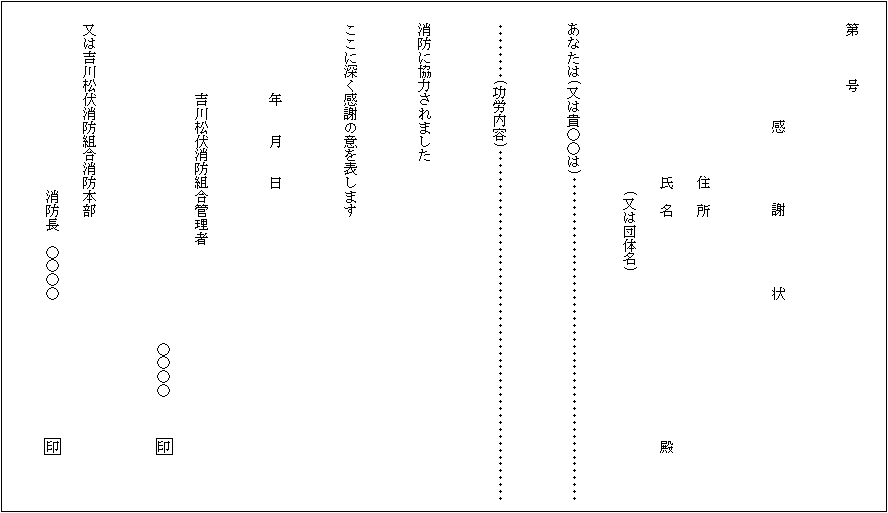 第　号
感謝状
住所
氏名　殿
（又は団体名）
あなたは（又は貴〇〇は）・・・・・・・・・・・・・・・・・・・・・・・・・・・・・・・・・・・・・・・・・・・・・・・・
・・・・・・・・（功労内容）・・・・・・・・・・・・・・・・・・・・・・・・・・・・・・・・・・・・・・・・・・・・・・・・・・・・
消防に協力されました
ここに深く感謝の意を表します
年　月　日
吉川松伏消防組合管理者
〇〇〇〇　印
又は吉川松伏消防組合消防本部
消防長　〇〇〇〇　印